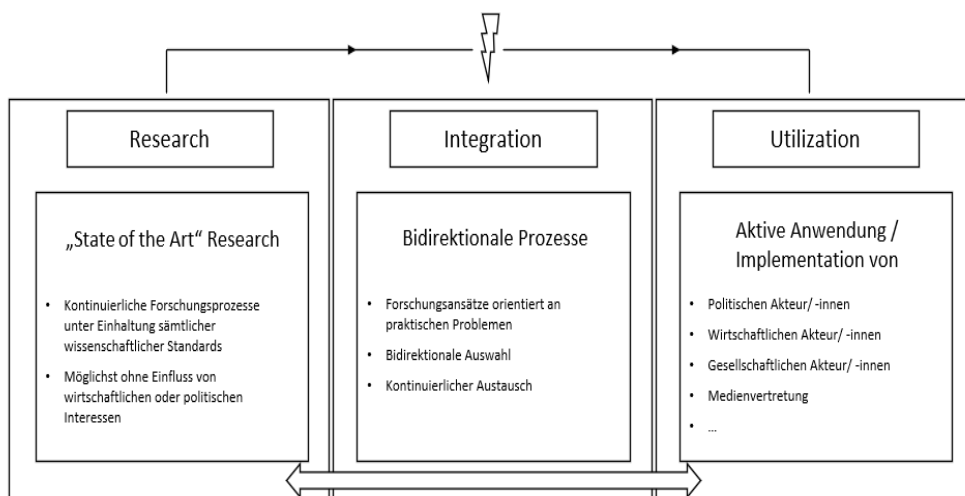 Research
„State of the Art“ Research
• Kontinuierliche Forschungsprozesse
unter Einhaltung sämtlicher
wissenschaftlicher Standards
• Möglichst ohne Einfluss von
wirtschaftlichen oder politischen
Interessen
Integration
Bidirektionale Prozesse
• Forschungsansätze orientiert an
praktischen Problemen
• Bidirektionale Auswahl
• Kontinuierlicher Austausch
Utilization
Aktive Anwendung /
Implementation von
• Politischen Akteur/ -innen
• Wirtschaftlichen Akteur/ -innen
• Gesellschaftlichen Akteur/ -innen
• Medienvertretung
• ...